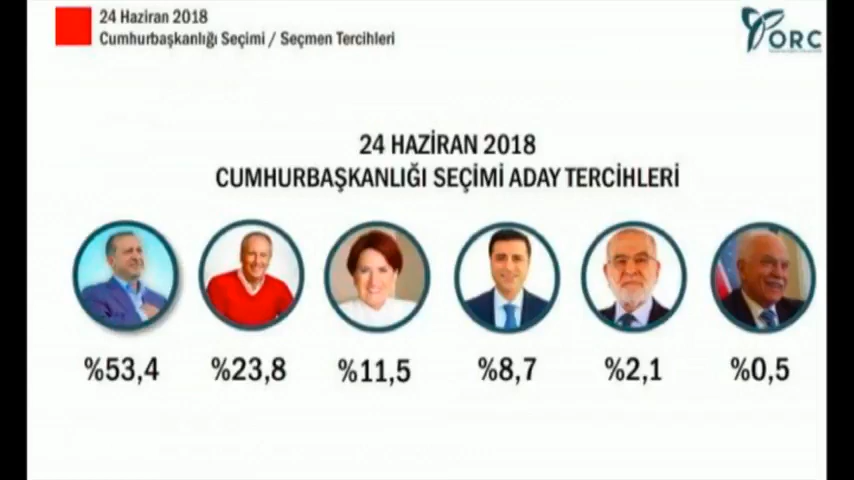 24 Haziran 2018
Cumhurbaşkanlığı Seçimi / Seçmen Tercihleri
ORC
24 HAZİRAN 2018
CUMHURBAŞKANLIĞI SEÇİMİ ADAY TERCİHLERİ
%53,4 %23,8 %11,5 %8,7 %2,1 %0,5